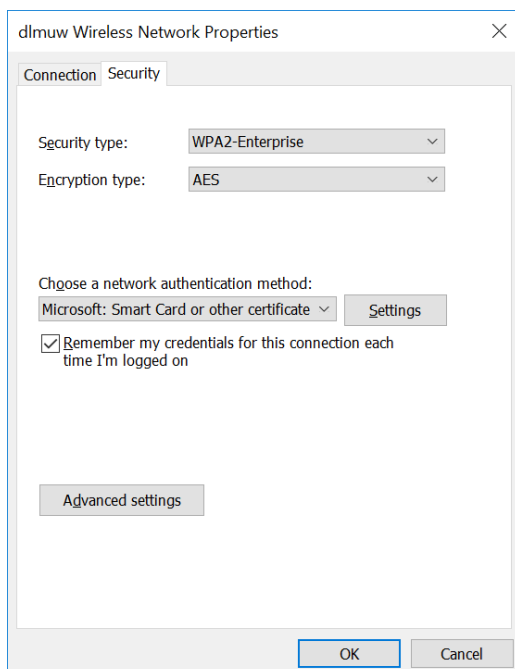 dlmuw Wireless Network Properties
Connection Security
Security type: WPA2-Enterprise
Encryption type: AES
Choose a network authentication method:
Microsoft: Smart Card or other certificate Settings
Remember my credentials for this connection each
time I'm logged on
Advanced settings
OK Cancel